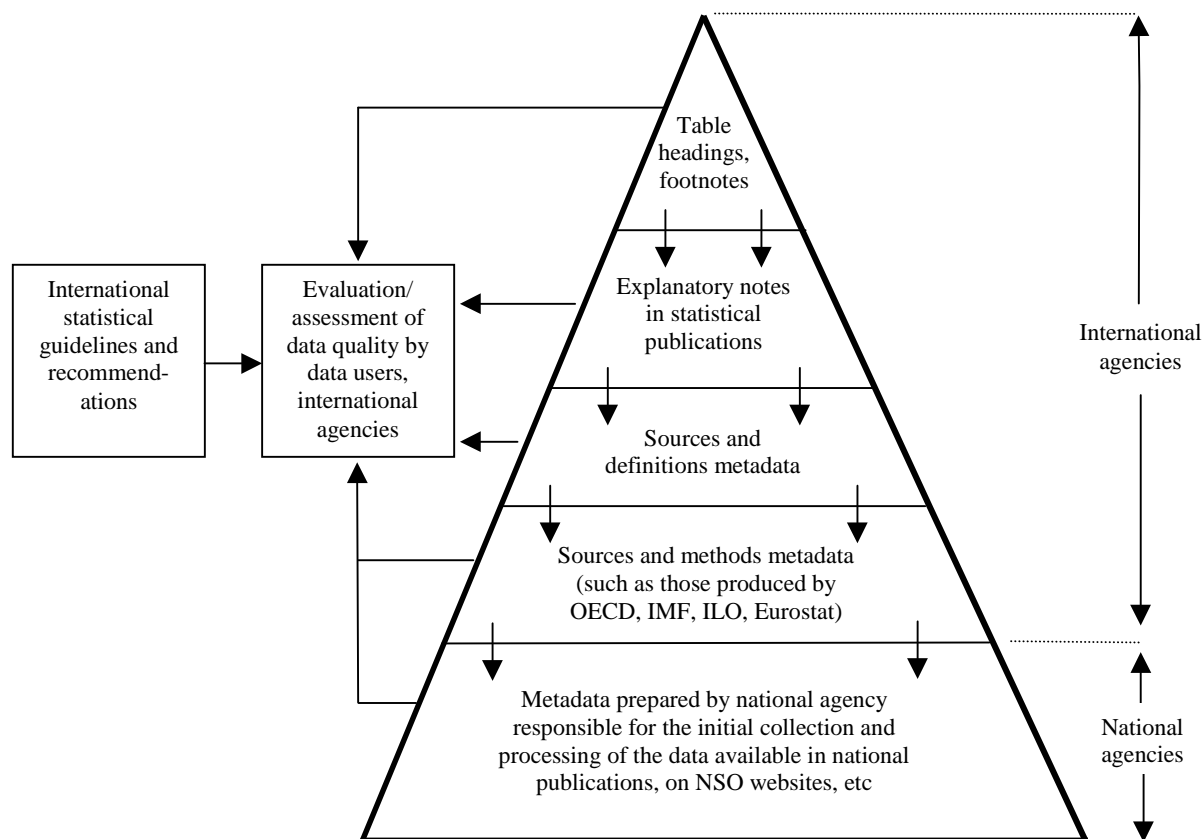 Table
headings,
footnotes
International
statistical
guidelines and
recommend-
ations
Evaluation/
assessment of
data quality by
data users,
international
agencies
Explanatory notes
in statistical
publications
International
agencies
Sources and
definitions metadata
Sources and methods metadata
(such as those produced by
OECD, IMF, ILO, Eurostat)
Metadata prepared by national agency
responsible for the initial collection and
processing of the data available in national
publications, on NSO websites, etc
National
agencies